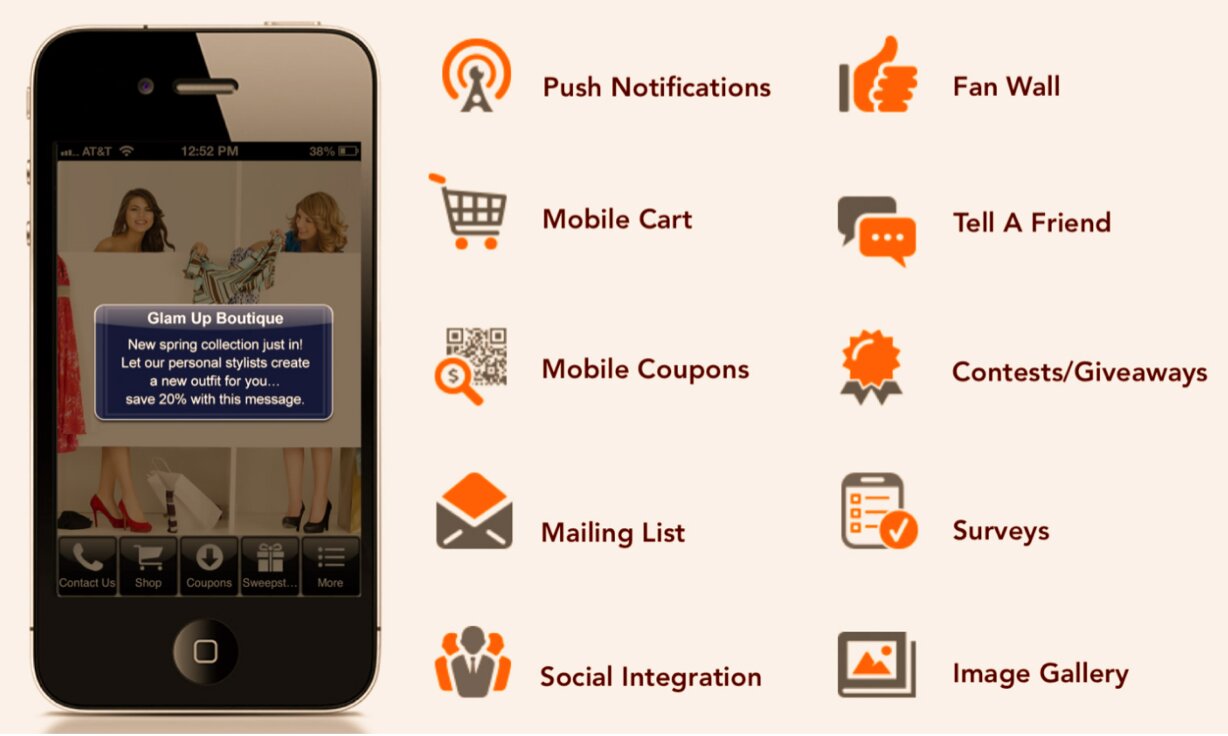 AT&T 12:52 PM 38%
Glam Up Boutique
New spring collection just in!
Let our personal stylists create
a new outfit for you...
save 20% with this message.
Contact Us Shop Coupons Sweepst... More
Push Notifications
Mobile Cart
Mobile Coupons
$
Mailing List
Social Integration
Fan Wall
Tell A Friend
Contests/Giveaways
Surveys
Image Gallery